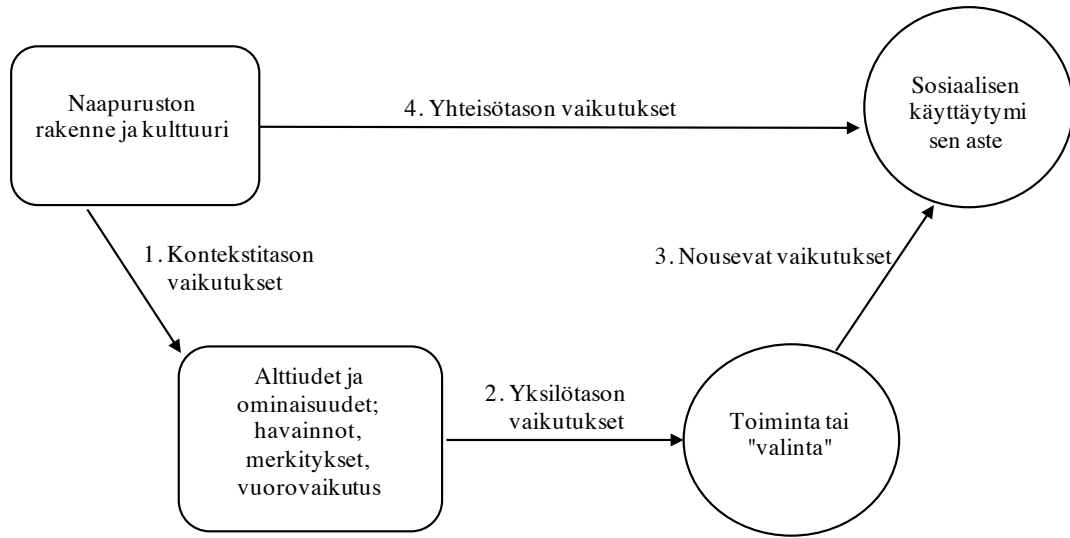 Naapuruston
rakenne ja kulttuuri
4. Yhteisötason vaikutukset
Sosiaalisen
käyttäytymi
sen aste
1. Kontekstitason
vaikutukset
3. Nousevat vaikutukset
Alttiudet ja
ominaisuudet;
havainnot,
merkitykset,
vuorovaikutus
2. Yksilötason
vaikutukset
Toiminta tai
"valinta"